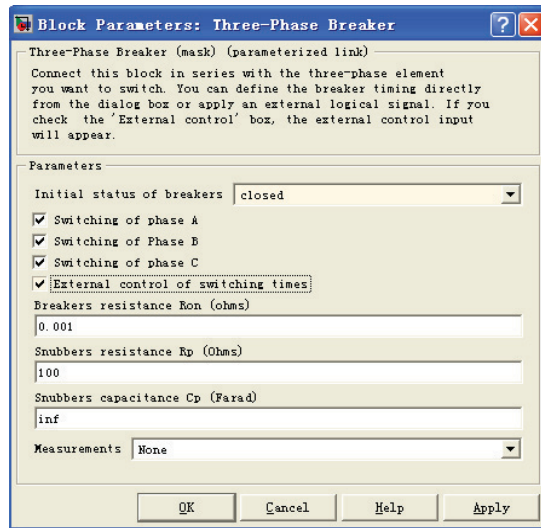 Block Parameters: Three-Phase Breaker
Three-Phase Breaker (mask) (parameterized link)
Connect this block in series with the three-phase element
you want to switch. You can define the breaker timing directly
from the dialog box or apply an external logical signal. If you
check the 'External control' box, the external control input
will appear.
Parameters
Initial status of breakers closed
Switching of phase A
Switching of Phase B
Switching of phase C
External control of switching times
Breakers resistance Ron (ohms)
0.001
Snubbers resistance Rp (Ohms)
100
Snubbers capacitance Cp (Farad)
inf
Measurements None
OK Cancel Help Apply